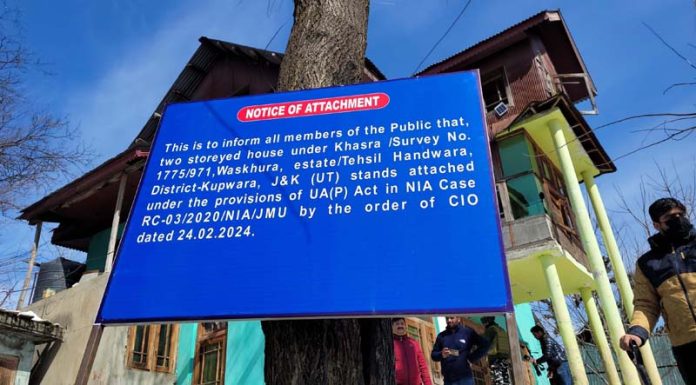 NOTICE OF ATTACHMENT
This is to inform all members of the Public that,
two storeyed house under Khasra /Survey No.
1775/971,Waskhura, estate/Tehsil Handwara,
District-Kupwara, J&K (UT) stands attached
under the provisions of UA(P) Act in NIA Case
RC-03/2020/NIA/JMU by the order of CIO
dated 24.02.2024.